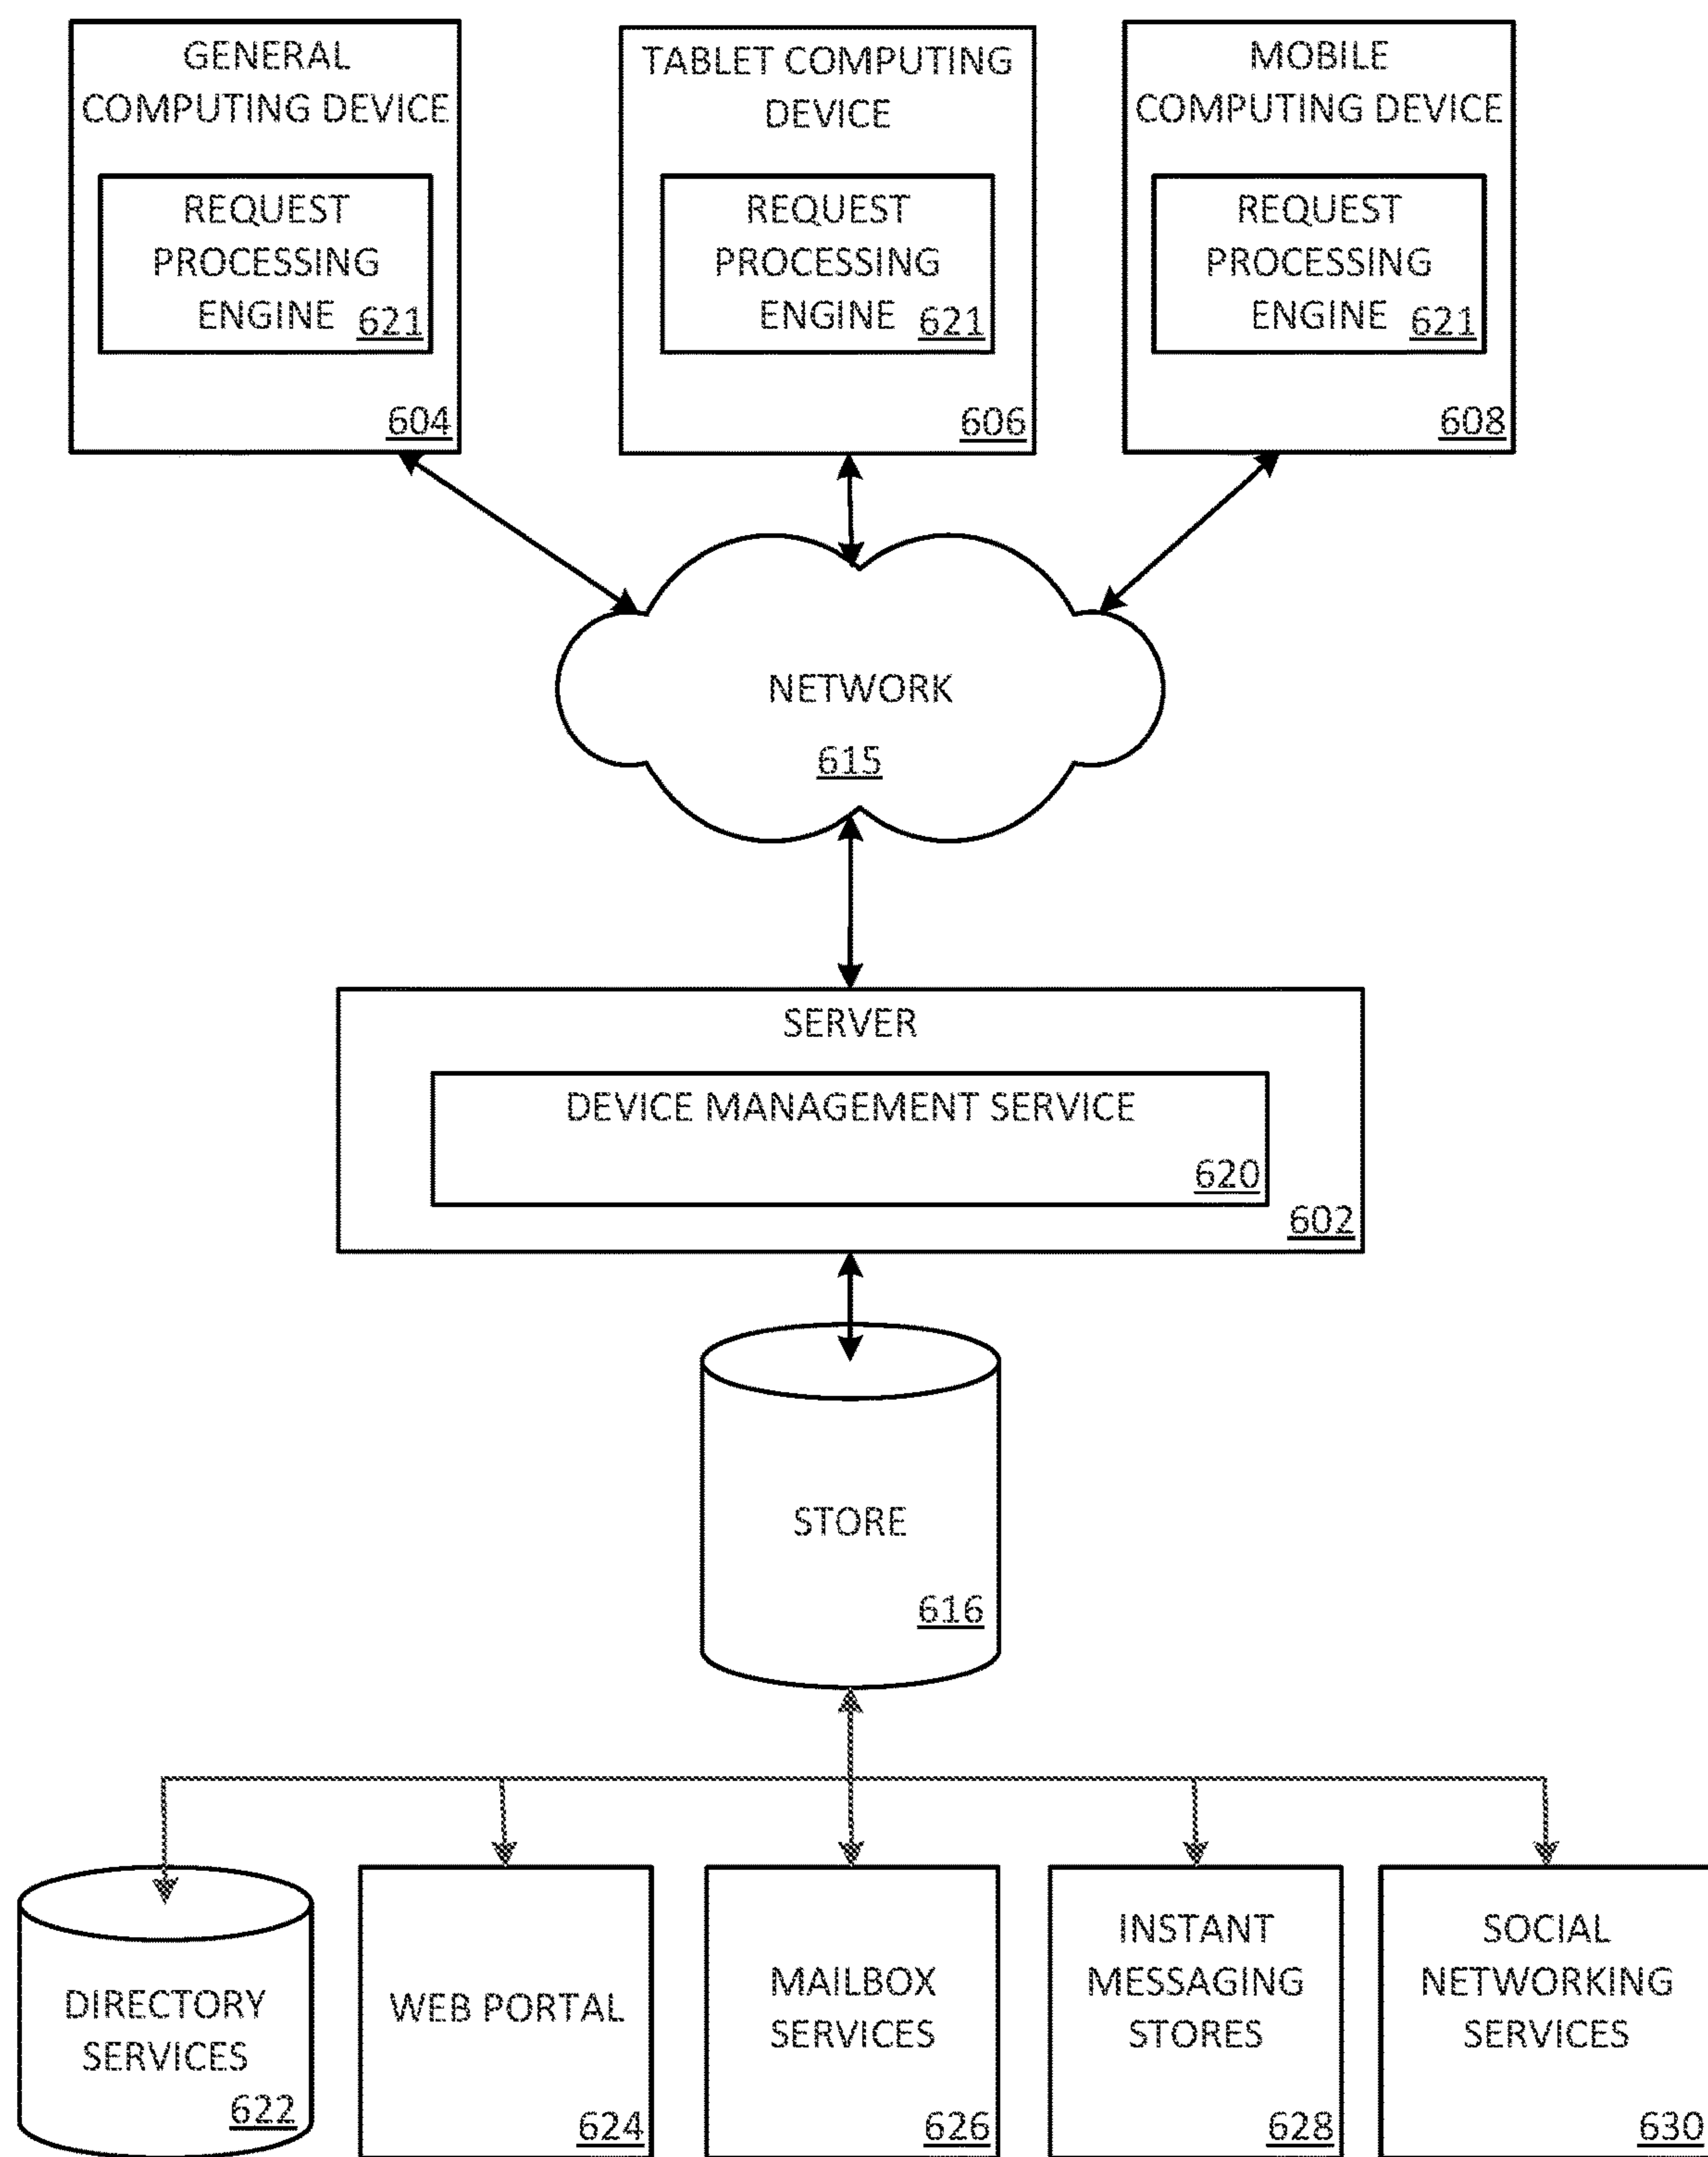 GENERAL
COMPUTING DEVICE
REQUEST
PROCESSING
ENGINE 621
604
TABLET COMPUTING
DEVICE
REQUEST
PROCESSING
ENGINE 621
606
MOBILE
COMPUTING DEVICE
REQUEST
PROCESSING
ENGINE 621
608
NETWORK
615
SERVER
DEVICE MANAGEMENT SERVICE
620
602
STORE
616
DIRECTORY
SERVICES
622
WEB PORTAL
624
MAILBOX
SERVICES
626
INSTANT
MESSAGING
STORES
628
SOCIAL
NETWORKING
SERVICES
630